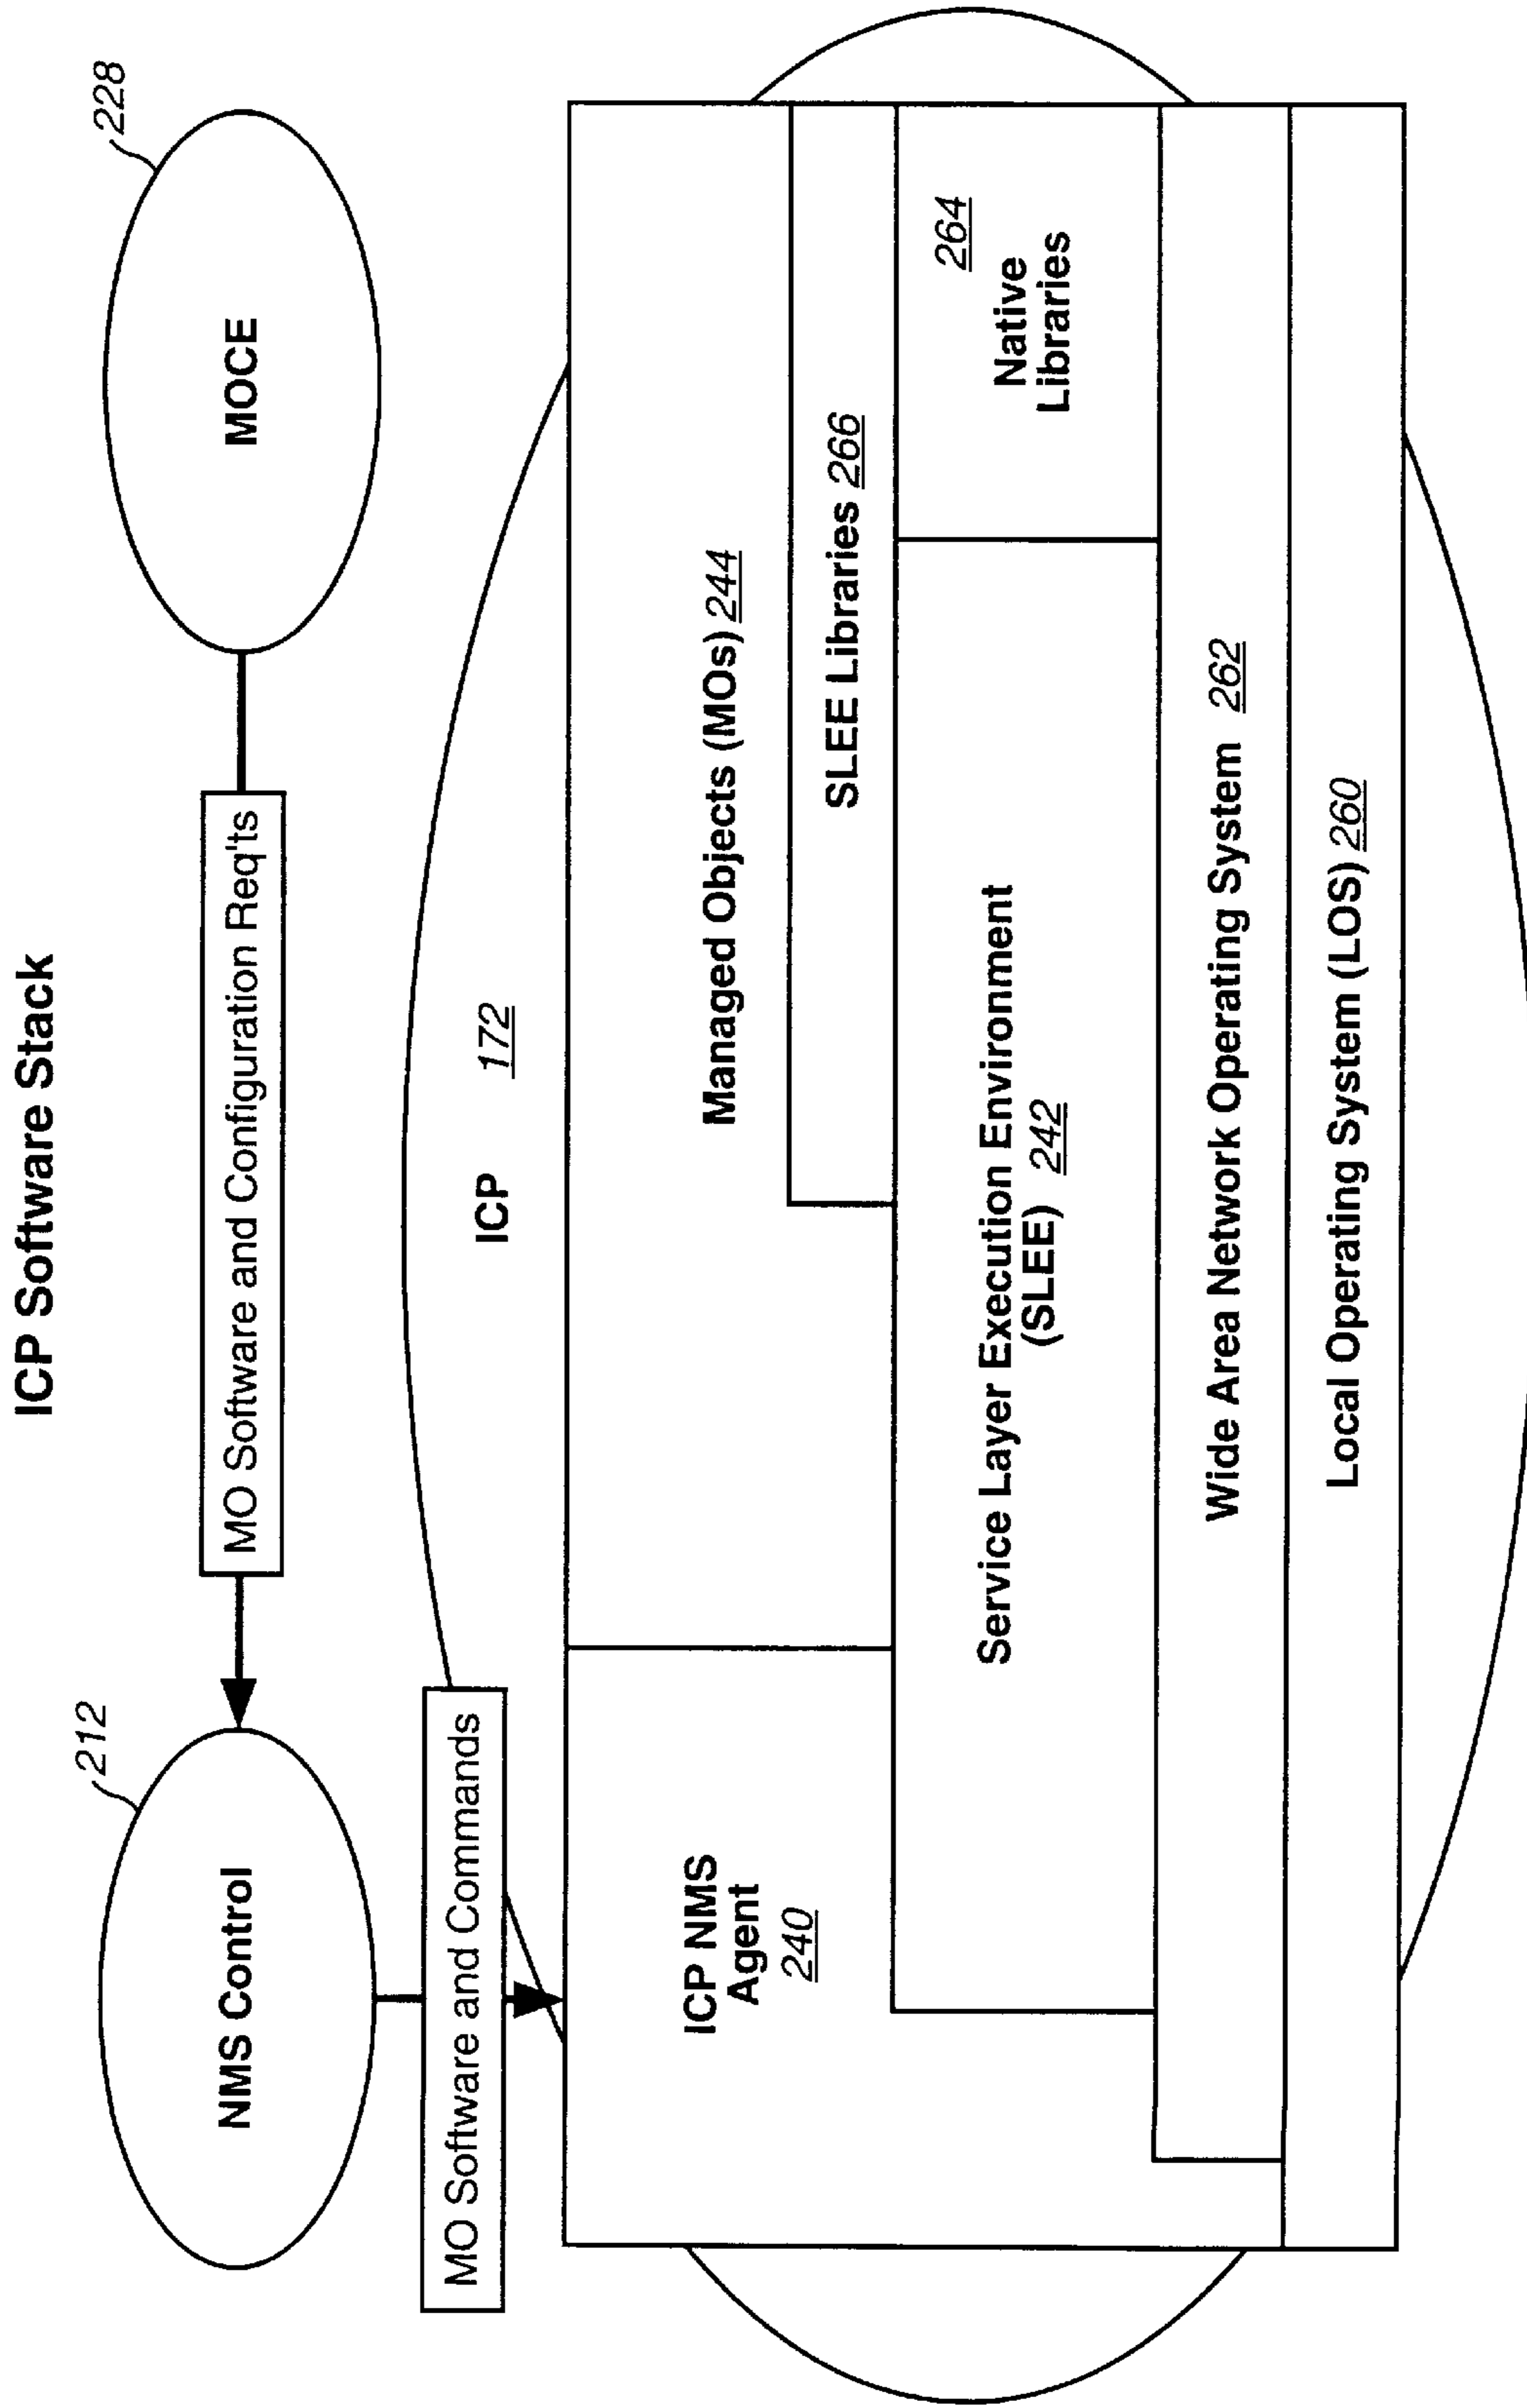 ICP Software Stack
212
228
NMS Control
MO Software and Configuration Req'ts
MOCE
MO Software and Commands
ICP 172
ICP NMS
Agent
240
Managed Objects (MOs) 244
SLEE Libraries 266
Service Layer Execution Environment
(SLEE) 242
264
Native
Libraries
Wide Area Network Operating System 262
Local Operating System (LOS) 260